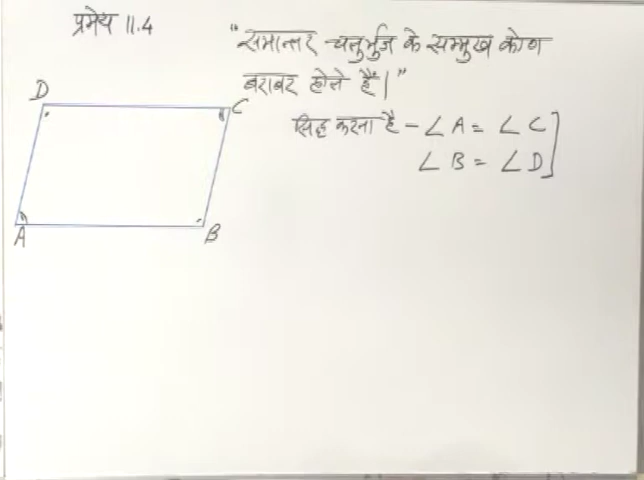 प्रमेय 11.4
"समान्तर चतुर्भुज के सम्मुख कोण
बराबर होते हैं।"
सिद्ध करना है - ∠A = ∠C
∠B = ∠D
D
C
A
B